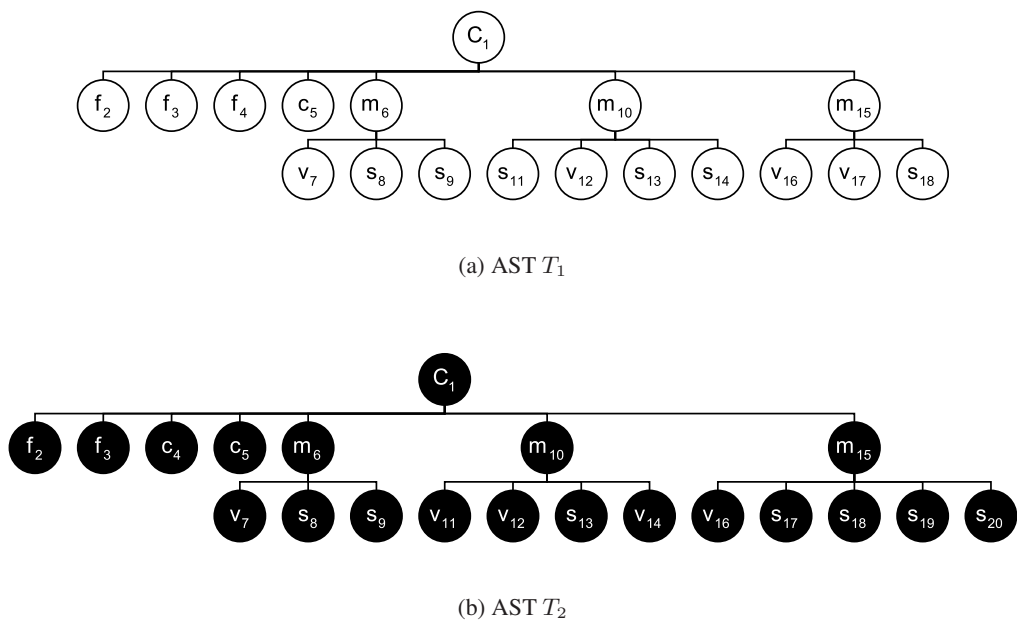 C1
f2 f3 f4 c5 m6 m10 m15
v7 s8 s9 s11 v12 s13 s14 v16 v17 s18
(a) AST T1
C1
f2 f3 c4 c5 m6 m10 m15
v7 s8 s9 v11 v12 s13 v14 v16 s17 s18 s19 s20
(b) AST T2